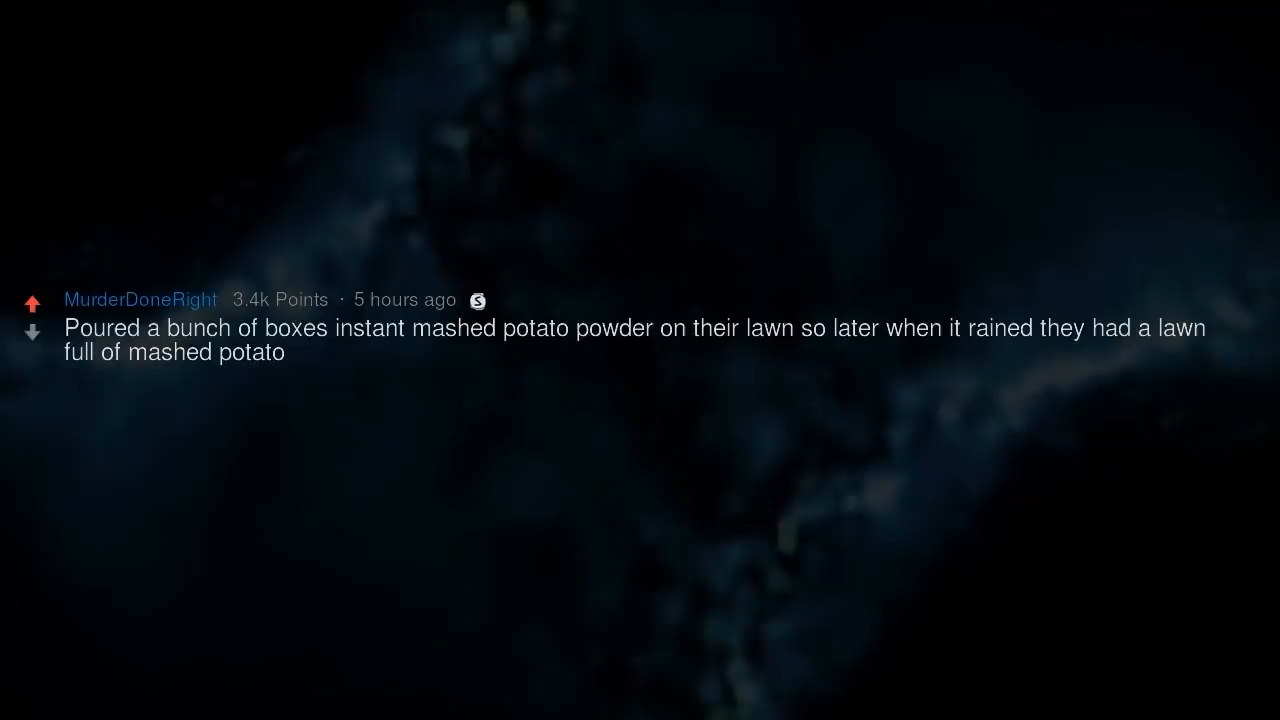 MurderDoneRight 3.4k Points · 5 hours ago S
Poured a bunch of boxes instant mashed potato powder on their lawn so later when it rained they had a lawn
full of mashed potato